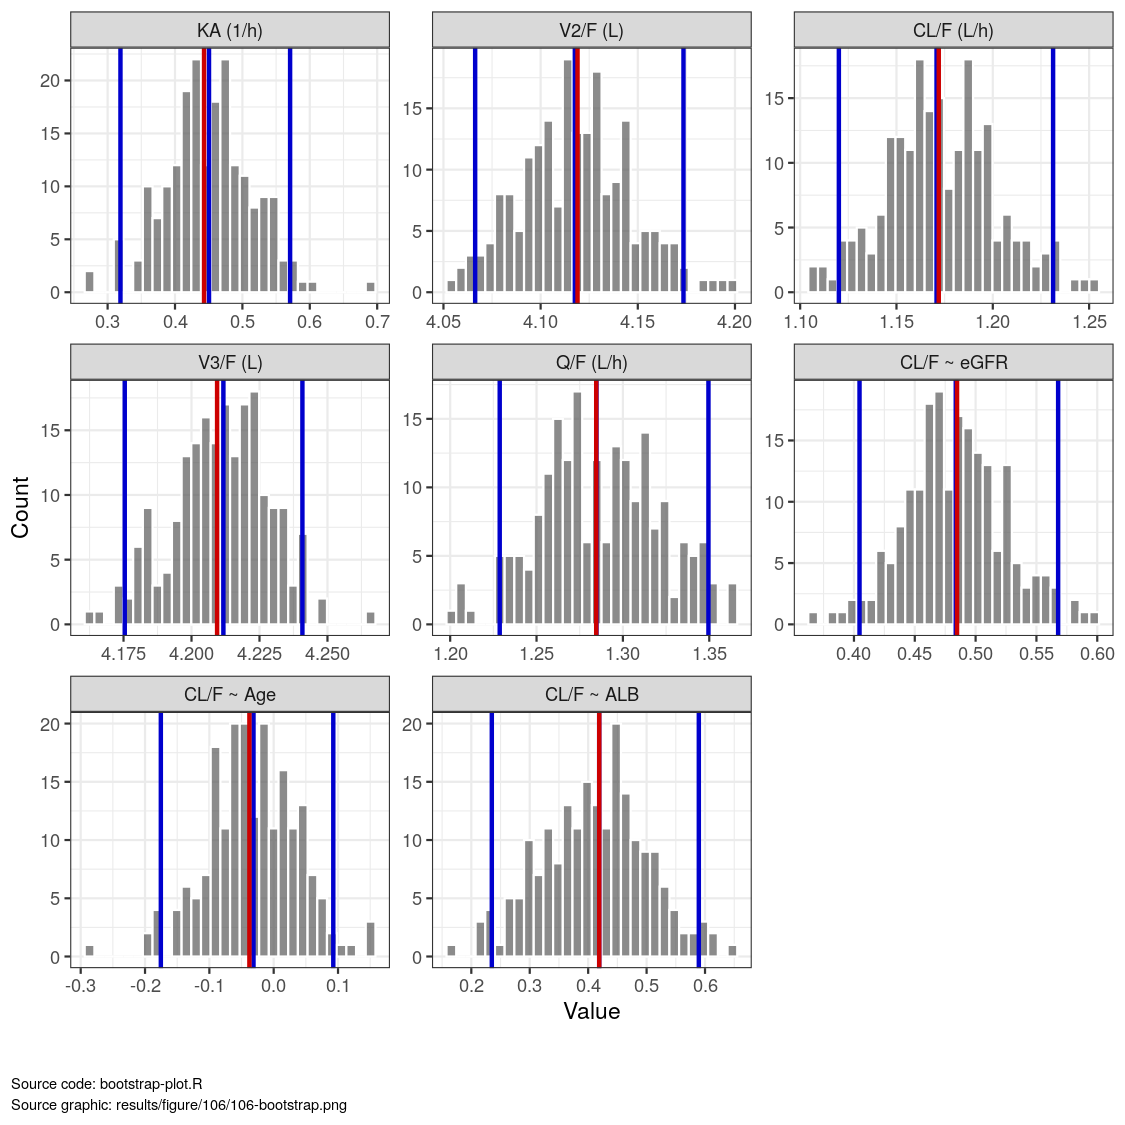 KA (1/h)
V2/F (L)
CL/F (L/h)
20
15
10
5
0
15
10
5
0
15
10
5
0
0.3 0.4 0.5 0.6 0.7
4.05 4.10 4.15 4.20
1.10 1.15 1.20 1.25
V3/F (L)
Q/F (L/h)
CL/F ~ eGFR
Count
15
10
5
0
15
10
5
0
15
10
5
0
4.175 4.200 4.225 4.250
1.20 1.25 1.30 1.35
0.40 0.45 0.50 0.55 0.60
CL/F ~ Age
CL/F ~ ALB
20
15
10
5
0
20
15
10
5
0
-0.3 -0.2 -0.1 0.0 0.1
0.2 0.3 0.4 0.5 0.6
Value
Source code: bootstrap-plot.R
Source graphic: results/figure/106/106-bootstrap.png